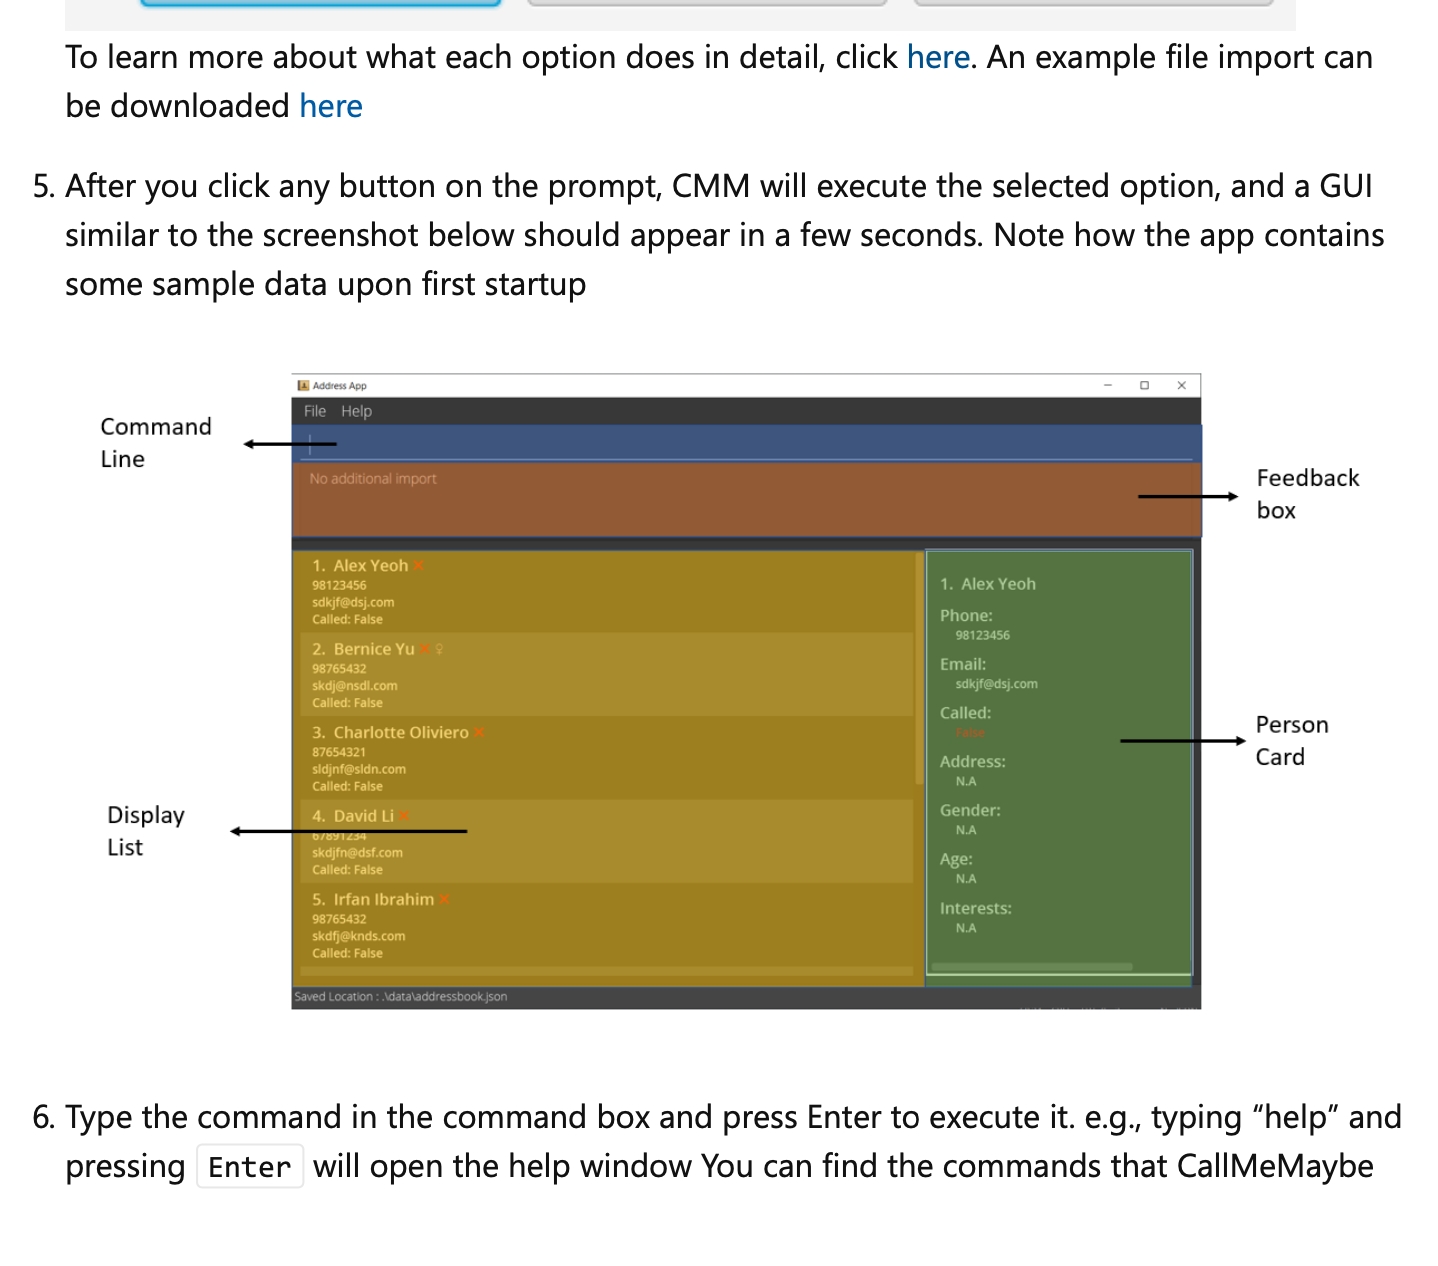 To learn more about what each option does in detail, click here. An example file import can
be downloaded here
5. After you click any button on the prompt, CMM will execute the selected option, and a GUI
similar to the screenshot below should appear in a few seconds. Note how the app contains
some sample data upon first startup
Address App
File Help
Command
Line
No additional import
Feedback
box
1. Alex Yeoh
98123456
sdkjf@dsj.com
Called: False
2. Bernice Yu ♀
98765432
skdj@nsdl.com
Called: False
3. Charlotte Oliviero
87654321
sldjnf@sldn.com
Called: False
4. David Li
67891234
skdjfn@dsf.com
Called: False
5. Irfan Ibrahim
98765432
skdfj@knds.com
Called: False
Display
List
1. Alex Yeoh
Phone:
98123456
Email:
sdkjf@dsj.com
Called:
False
Address:
N.A
Gender:
N.A
Age:
N.A
Interests:
N.A
Person
Card
Saved Location : .\data\addressbook.json
6. Type the command in the command box and press Enter to execute it. e.g., typing “help” and
pressing Enter will open the help window You can find the commands that CallMeMaybe